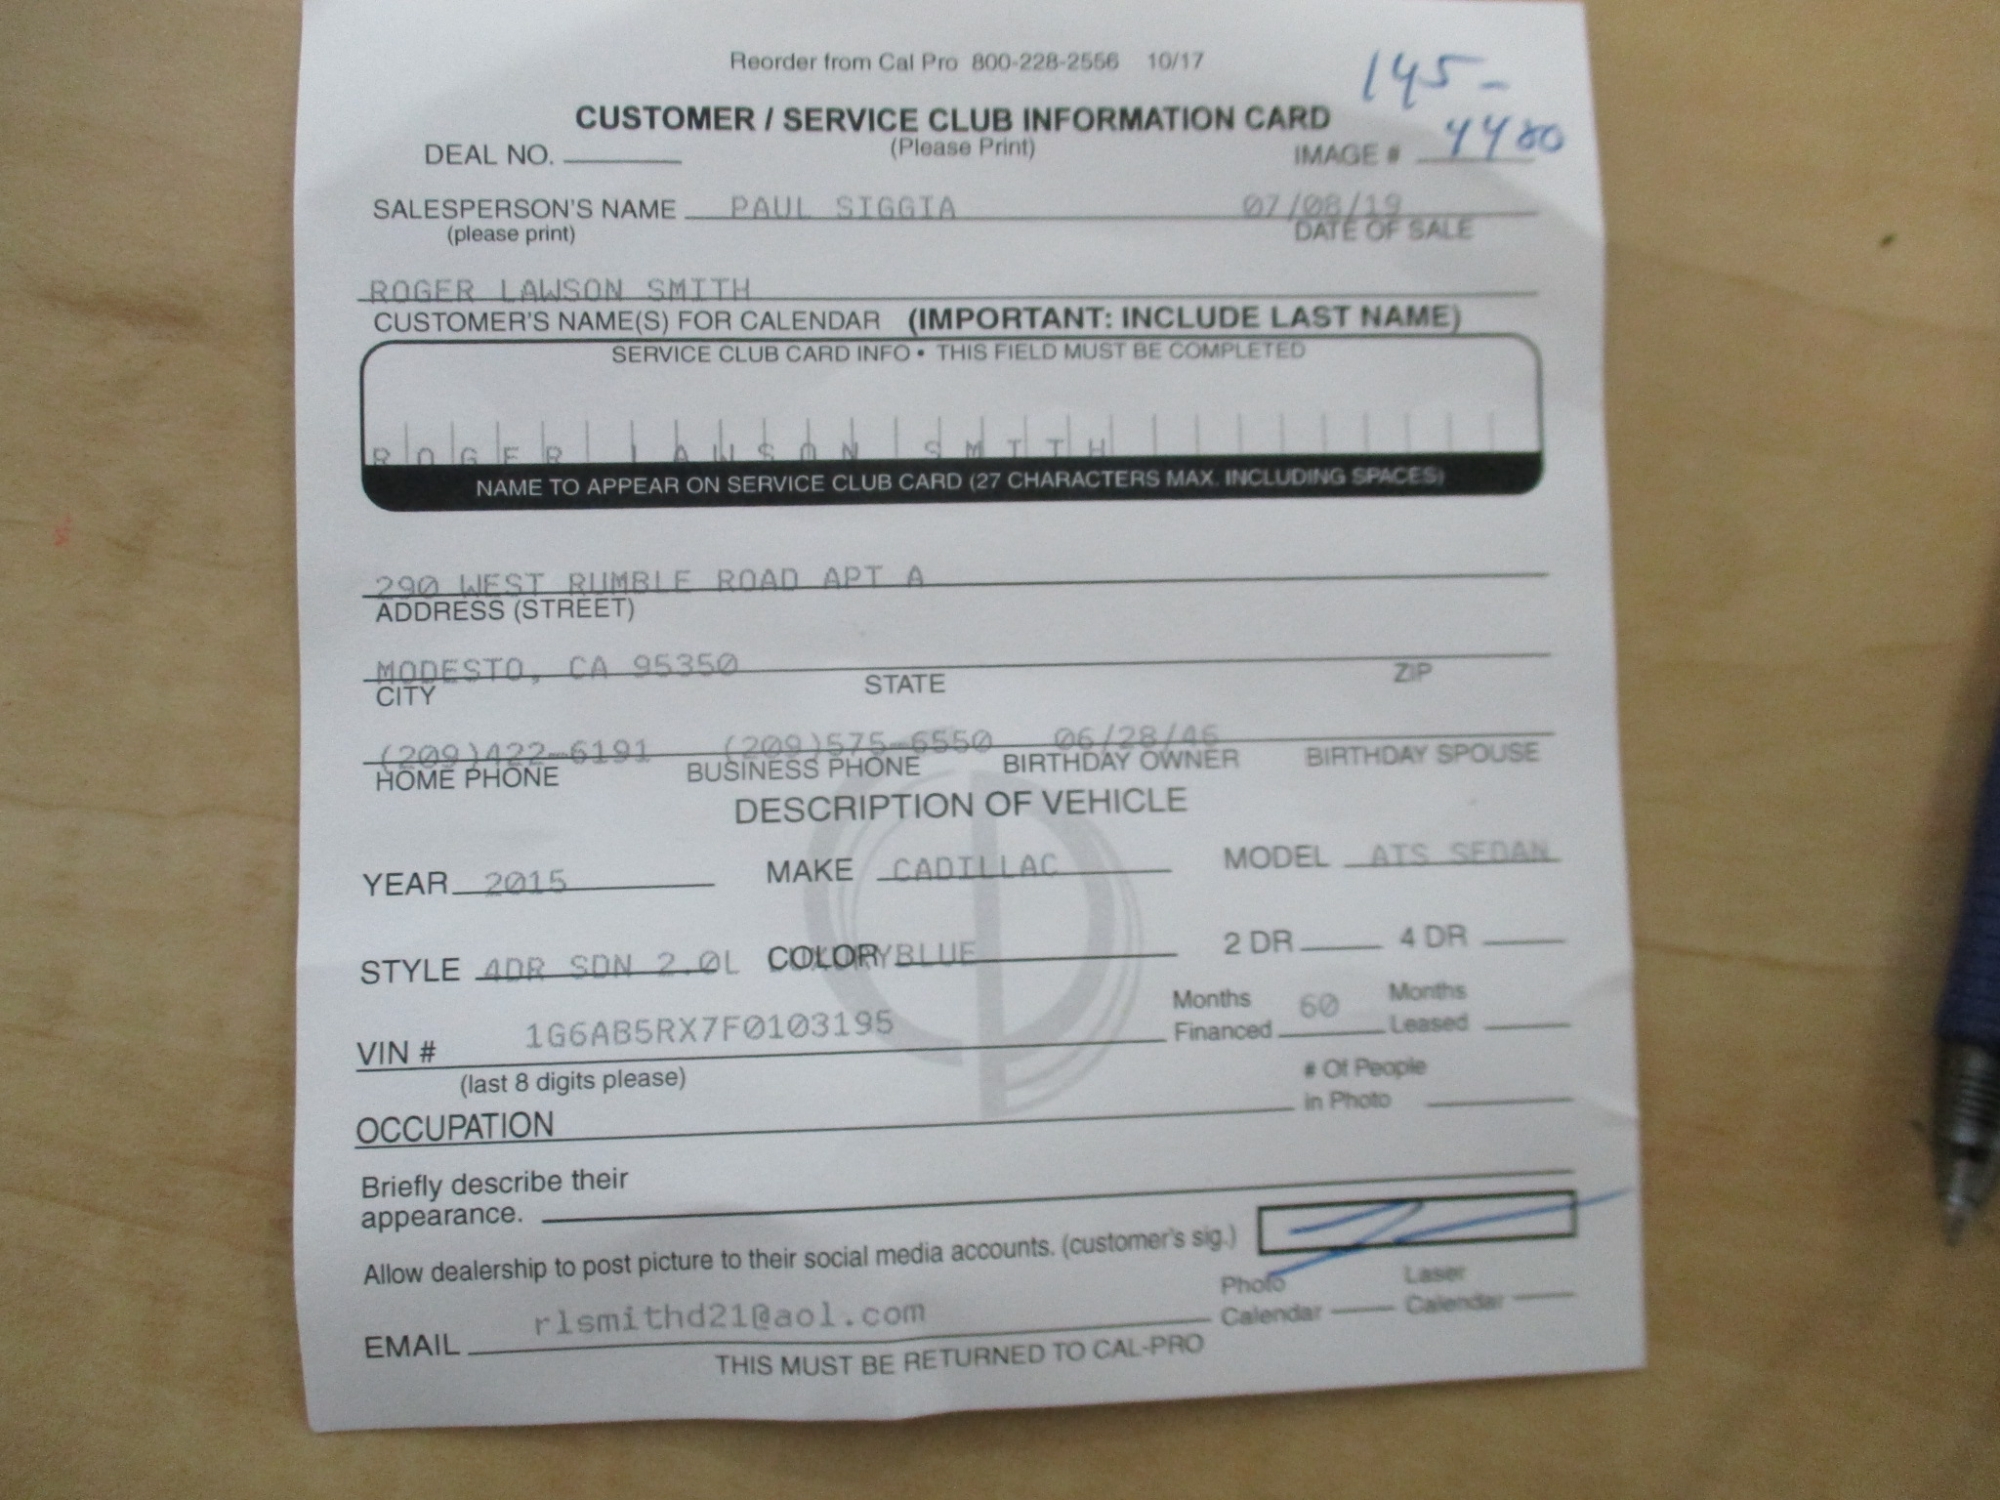 Reorder from Cal Pro 800-228-2556 10/17
145-
4480
CUSTOMER / SERVICE CLUB INFORMATION CARD
(Please Print)
DEAL NO. IMAGE #
SALESPERSON'S NAME PAUL SIGGIA 07/08/19
(please print) DATE OF SALE
ROGER LAWSON SMITH
CUSTOMER'S NAME(S) FOR CALENDAR (IMPORTANT: INCLUDE LAST NAME)
SERVICE CLUB CARD INFO • THIS FIELD MUST BE COMPLETED
ROGER LAWSON SMITH
NAME TO APPEAR ON SERVICE CLUB CARD (27 CHARACTERS MAX. INCLUDING SPACES)
290 WEST RUMBLE ROAD APT A
ADDRESS (STREET)
MODESTO, CA 95350
CITY STATE ZIP
(209)422-6191 (209)575-6550 06/28/46
HOME PHONE BUSINESS PHONE BIRTHDAY OWNER BIRTHDAY SPOUSE
DESCRIPTION OF VEHICLE
YEAR 2015 MAKE CADILLAC MODEL ATS SEDAN
STYLE 4DR SDN 2.0L COLOR BLUE 2 DR 4 DR
VIN # 1G6AB5RX7F0103195 Months Financed 60 Months Leased
(last 8 digits please) # Of People in Photo
OCCUPATION
Briefly describe their
appearance.
Allow dealership to post picture to their social media accounts. (customer's sig.)
EMAIL rlsmithd21@aol.com Photo Calendar Laser Calendar
THIS MUST BE RETURNED TO CAL-PRO